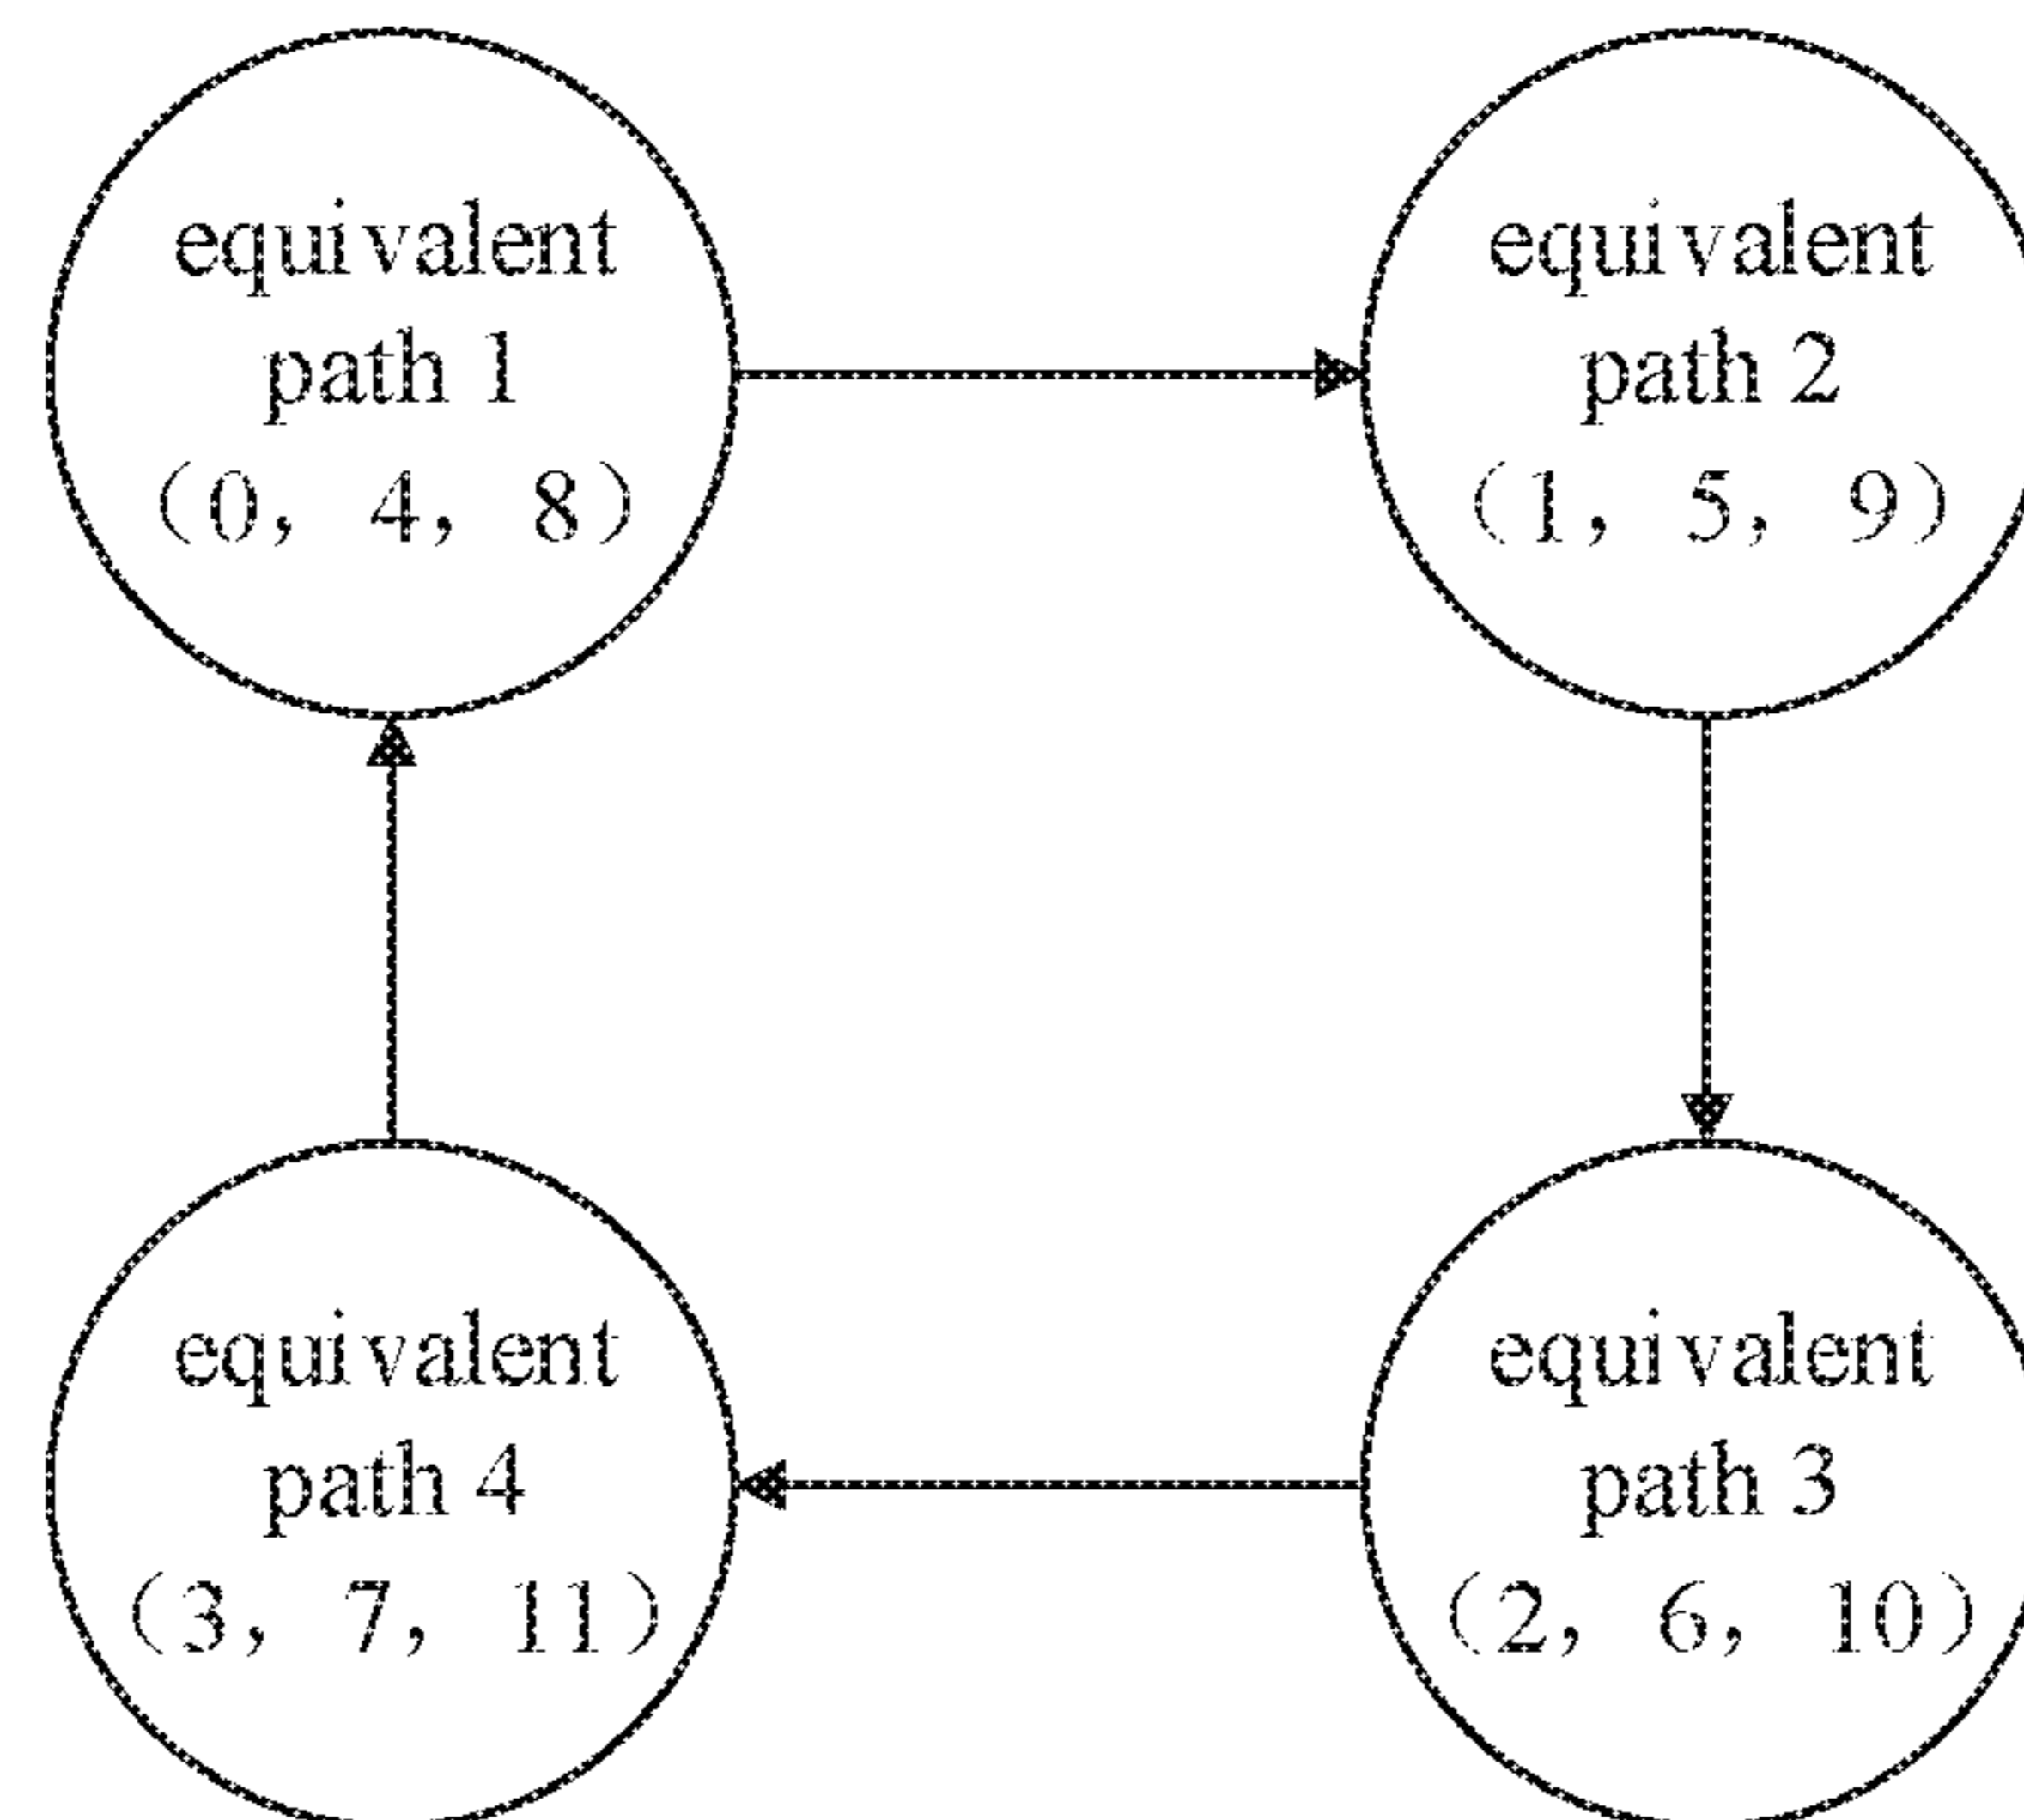 equivalent
path 1
(0, 4, 8)
equivalent
path 2
(1, 5, 9)
equivalent
path 4
(3, 7, 11)
equivalent
path 3
(2, 6, 10)